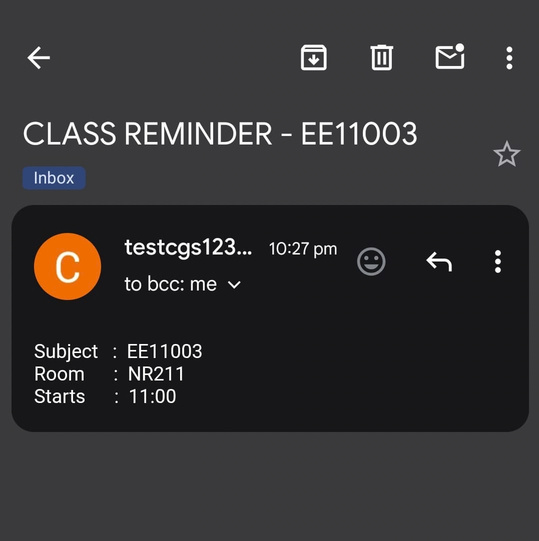 CLASS REMINDER - EE11003
Inbox
C
testcgs123... 10:27 pm
to bcc: me
Subject : EE11003
Room : NR211
Starts : 11:00